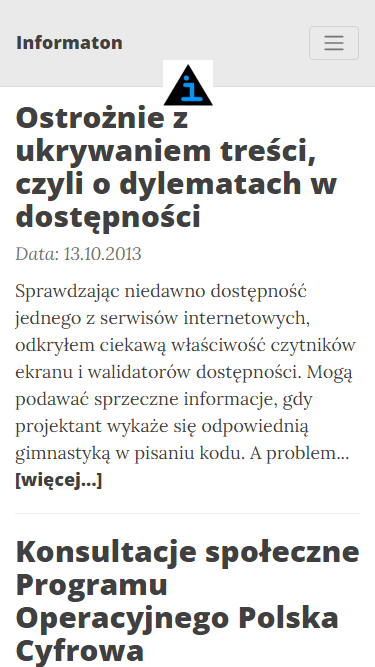 Informaton
i
Ostrożnie z
ukrywaniem treści,
czyli o dylematach w
dostępności
Data: 13.10.2013
Sprawdzając niedawno dostępność
jednego z serwisów internetowych,
odkryłem ciekawą właściwość czytników
ekranu i walidatorów dostępności. Mogą
podawać sprzeczne informacje, gdy
projektant wykaże się odpowiednią
gimnastyką w pisaniu kodu. A problem...
[więcej...]
Konsultacje społeczne
Programu
Operacyjnego Polska
Cyfrowa